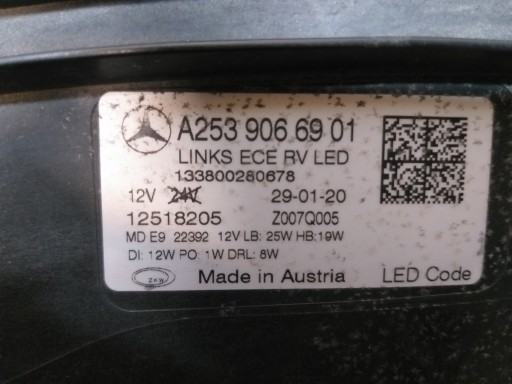 A253 906 69 01
LINKS ECE RV LED
133800280678
12V 24V 29-01-20
12518205 Z007Q005
MD E9 22392 12V LB: 25W HB:19W
DI: 12W PO: 1W DRL: 8W
ZKW Made in Austria LED Code